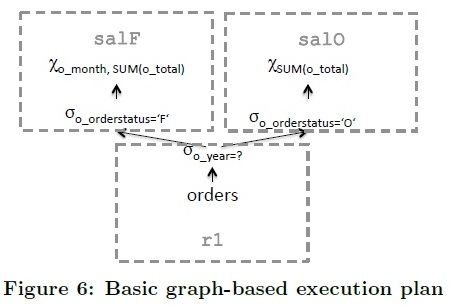 salF
χo_month, SUM(o_total)
σo_orderstatus=‘F‘
salO
χSUM(o_total)
σo_orderstatus=‘O‘
σo_year=?
orders
r1
Figure 6: Basic graph-based execution plan